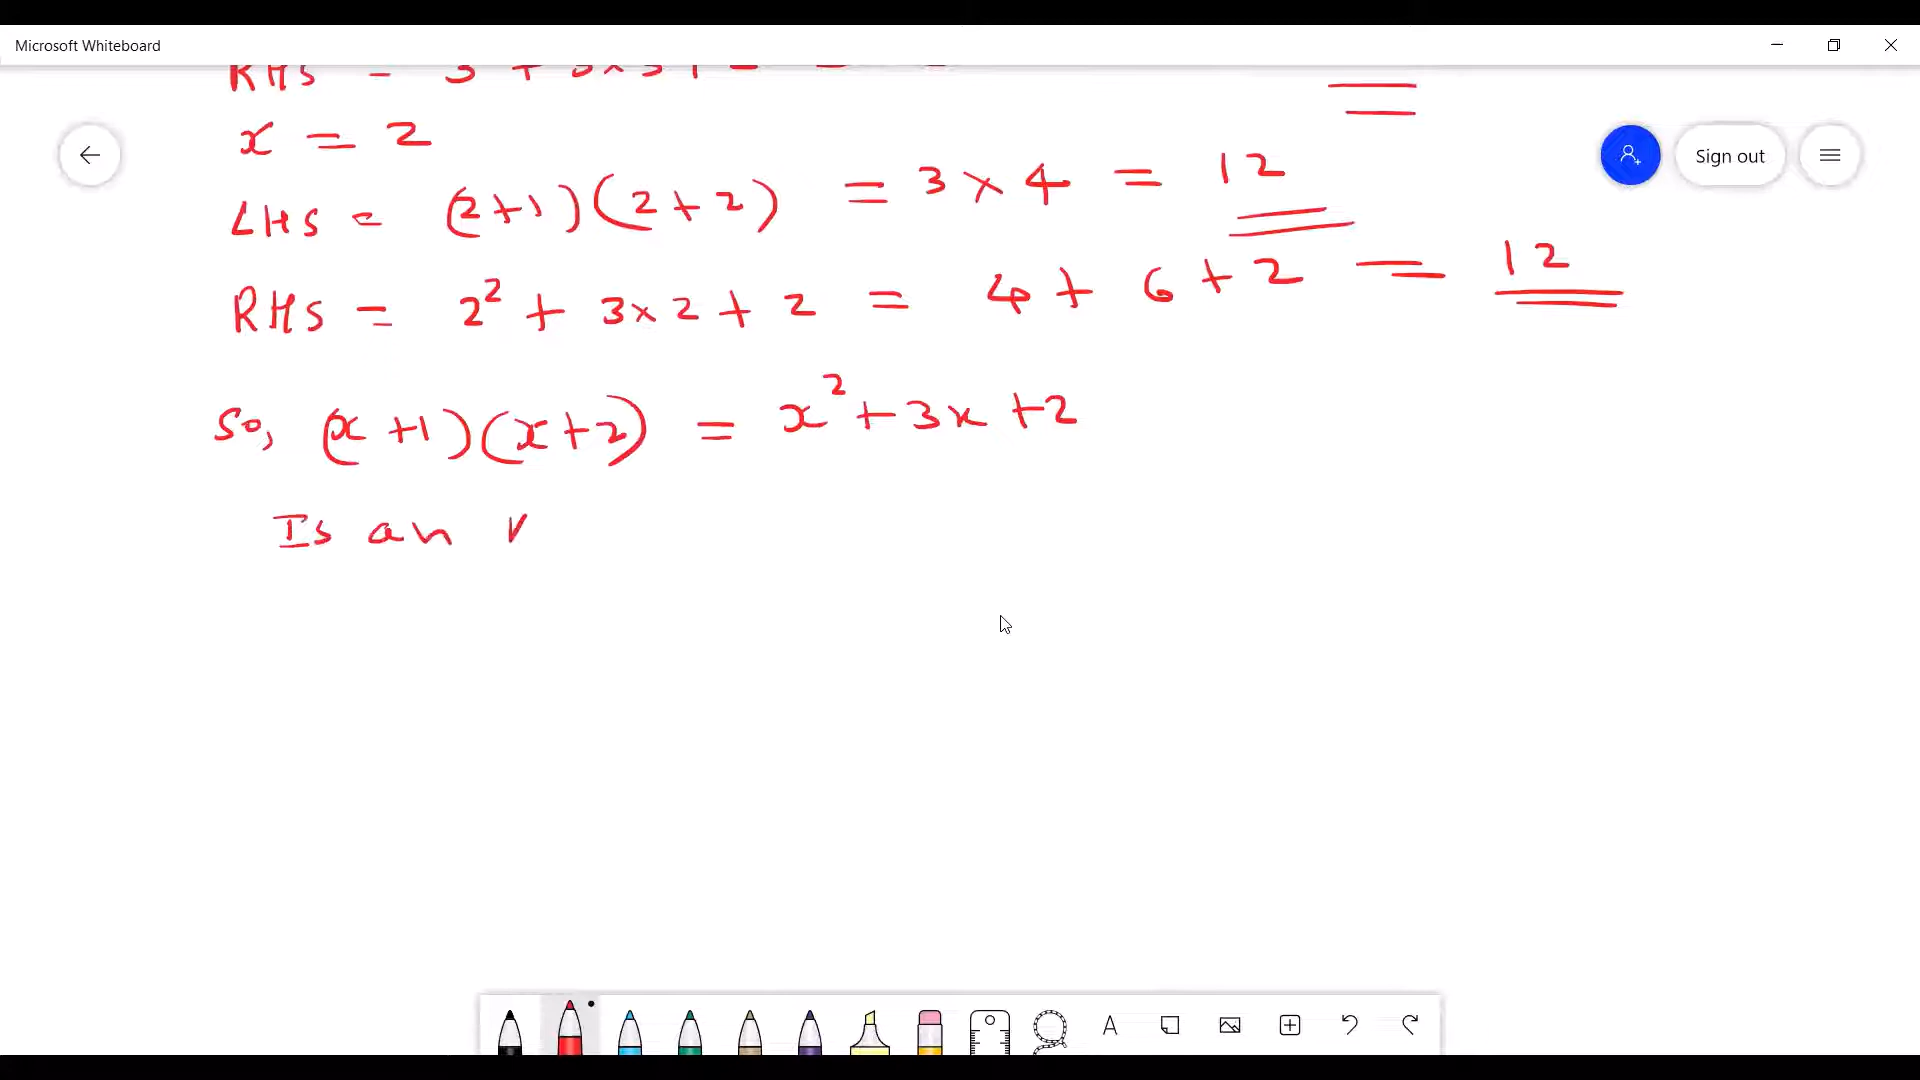 Microsoft Whiteboard
RHS =
x = 2
Sign out
LHS = (2+1)(2+2) = 3 × 4 = 12
RHS = 2² + 3×2 + 2 = 4 + 6 + 2 = 12
So, (x+1)(x+2) = x² + 3x + 2
Is an
A